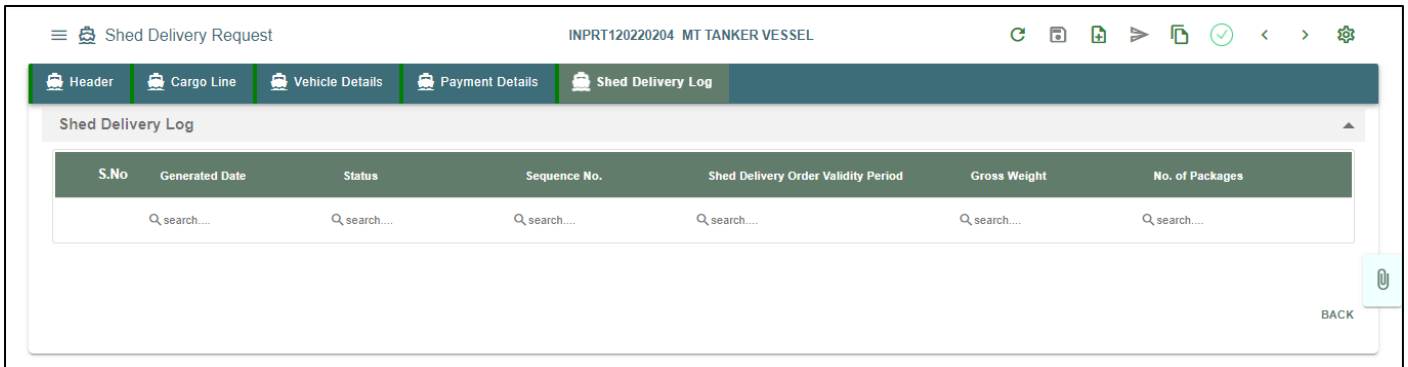 Shed Delivery Request INPRT120220204 MT TANKER VESSEL
Header Cargo Line Vehicle Details Payment Details Shed Delivery Log
Shed Delivery Log
S.No Generated Date Status Sequence No. Shed Delivery Order Validity Period Gross Weight No. of Packages
search.... search.... search.... search.... search.... search....
BACK